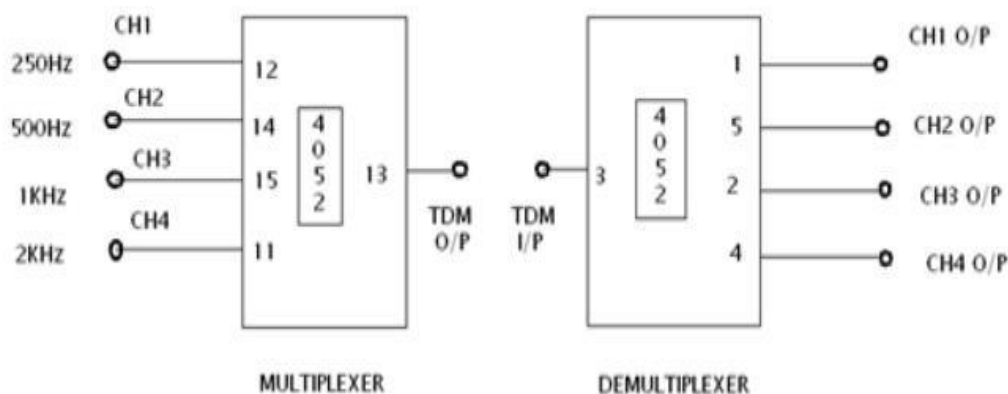 CH1
250HZ
12
CH2
500HZ
14
CH3
1KHZ
15
CH4
2KHZ
11
4
0
5
2
13
TDM
O/P
MULTIPLEXER
TDM
I/P
3
4
0
5
2
1
CH1 O/P
5
CH2 O/P
2
CH3 O/P
4
CH4 O/P
DEMULTIPLEXER